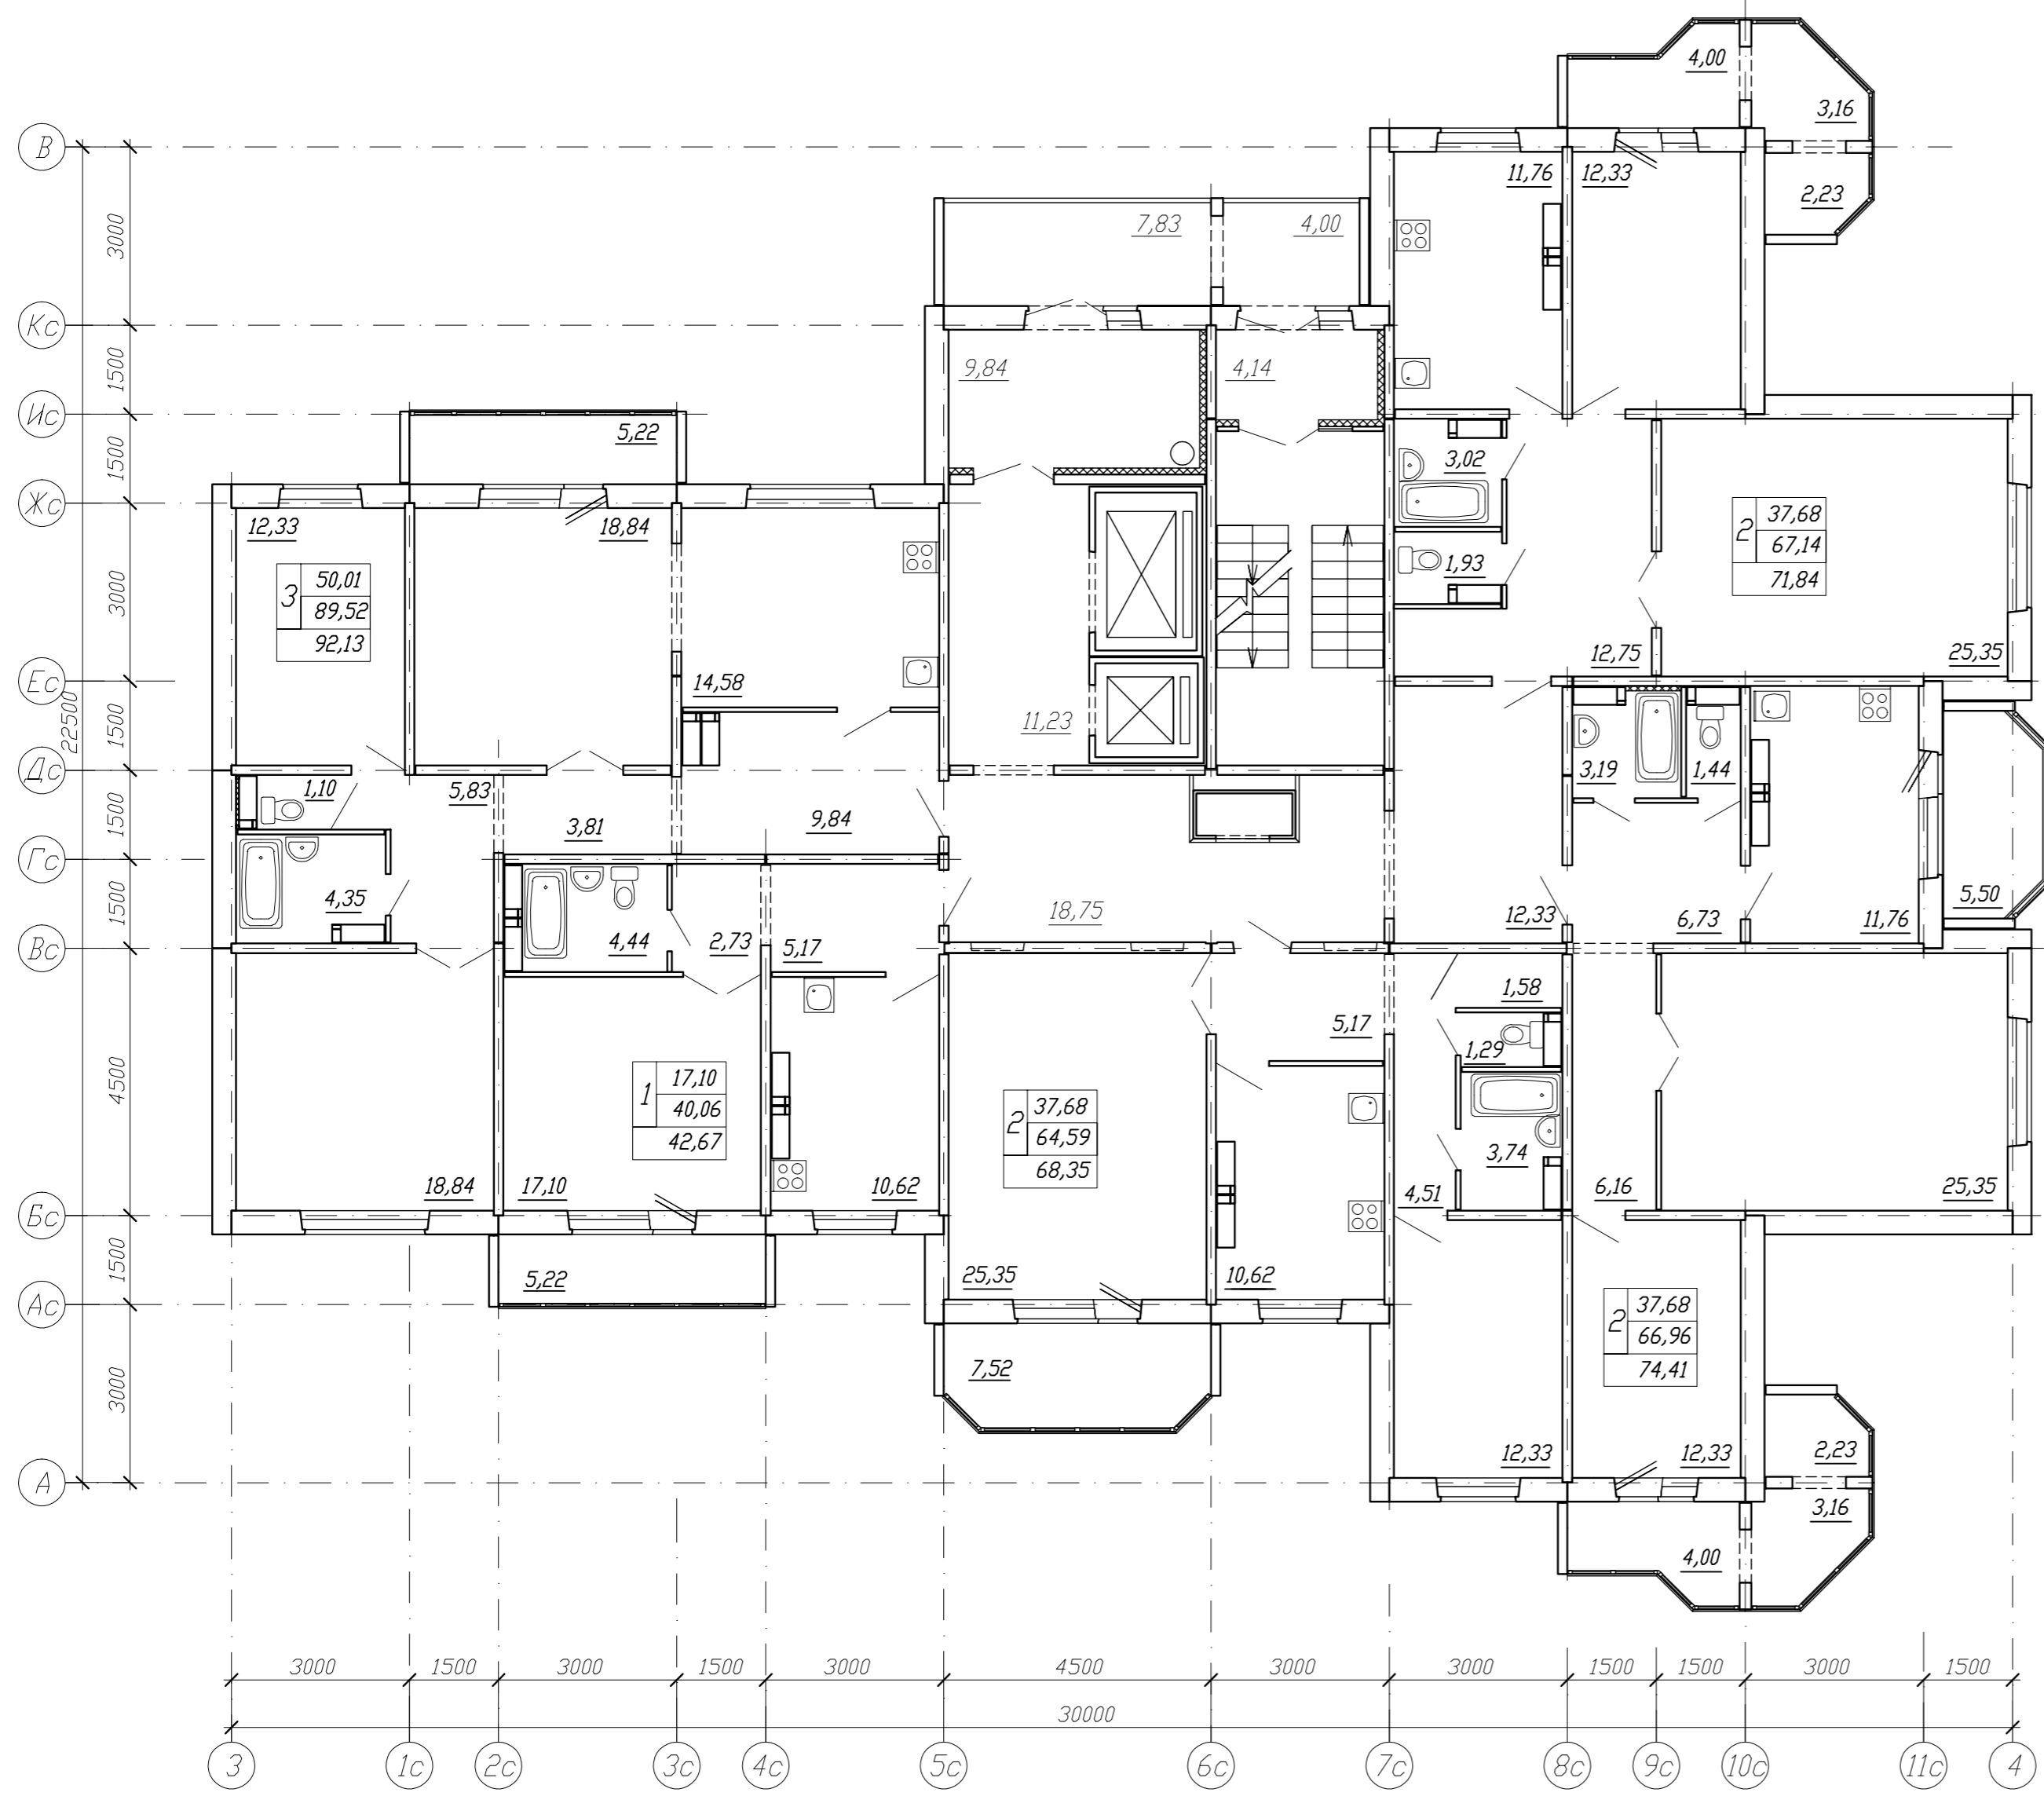 4,00
3,16
В
11,76 12,33
2,23
3000
7,83 4,00
Кс
1500
9,84 4,14
Ис
1500
5,22
3,02
Жс
12,33 18,84
2 37,68
67,14
71,84
1,93
3 50,01
89,52
92,13
3000
12,75 25,35
Ес
14,58
22500
1500
11,23
Дс
3,19 1,44
1,10 5,83
1500
3,81 9,84
Гс
1500
4,35
5,50
18,75 12,33 6,73 11,76
4,44 2,73 5,17
Вс
1,58
5,17
1,29
4500
1 17,10
40,06
42,67
2 37,68
64,59
68,35
3,74
18,84 17,10 10,62 4,51 6,16 25,35
Бс
1500
5,22 25,35 10,62
Ас
2 37,68
66,96
74,41
3000
7,52
12,33 12,33 2,23
А
3,16
4,00
3000 1500 3000 1500 3000 4500 3000 3000 1500 1500 3000 1500
30000
3 1с 2с 3с 4с 5с 6с 7с 8с 9с 10с 11с 4